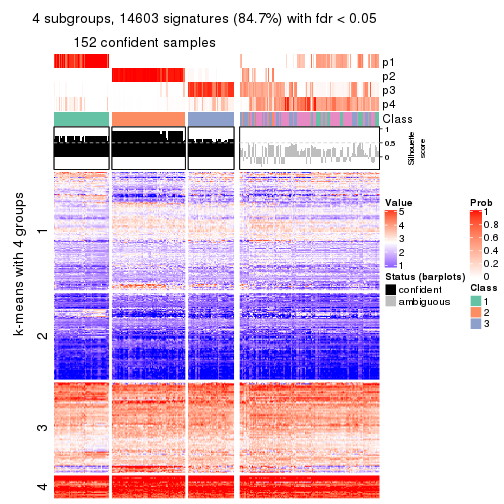 4 subgroups, 14603 signatures (84.7%) with fdr < 0.05
152 confident samples
p1
p2
p3
p4
Class
1
0.5
0
Silhouette
score
k-means with 4 groups
1
2
3
4
Value
5
4
3
2
1
Status (barplots)
confident
ambiguous
Prob
1
0.8
0.6
0.4
0.2
0
Class
1
2
3